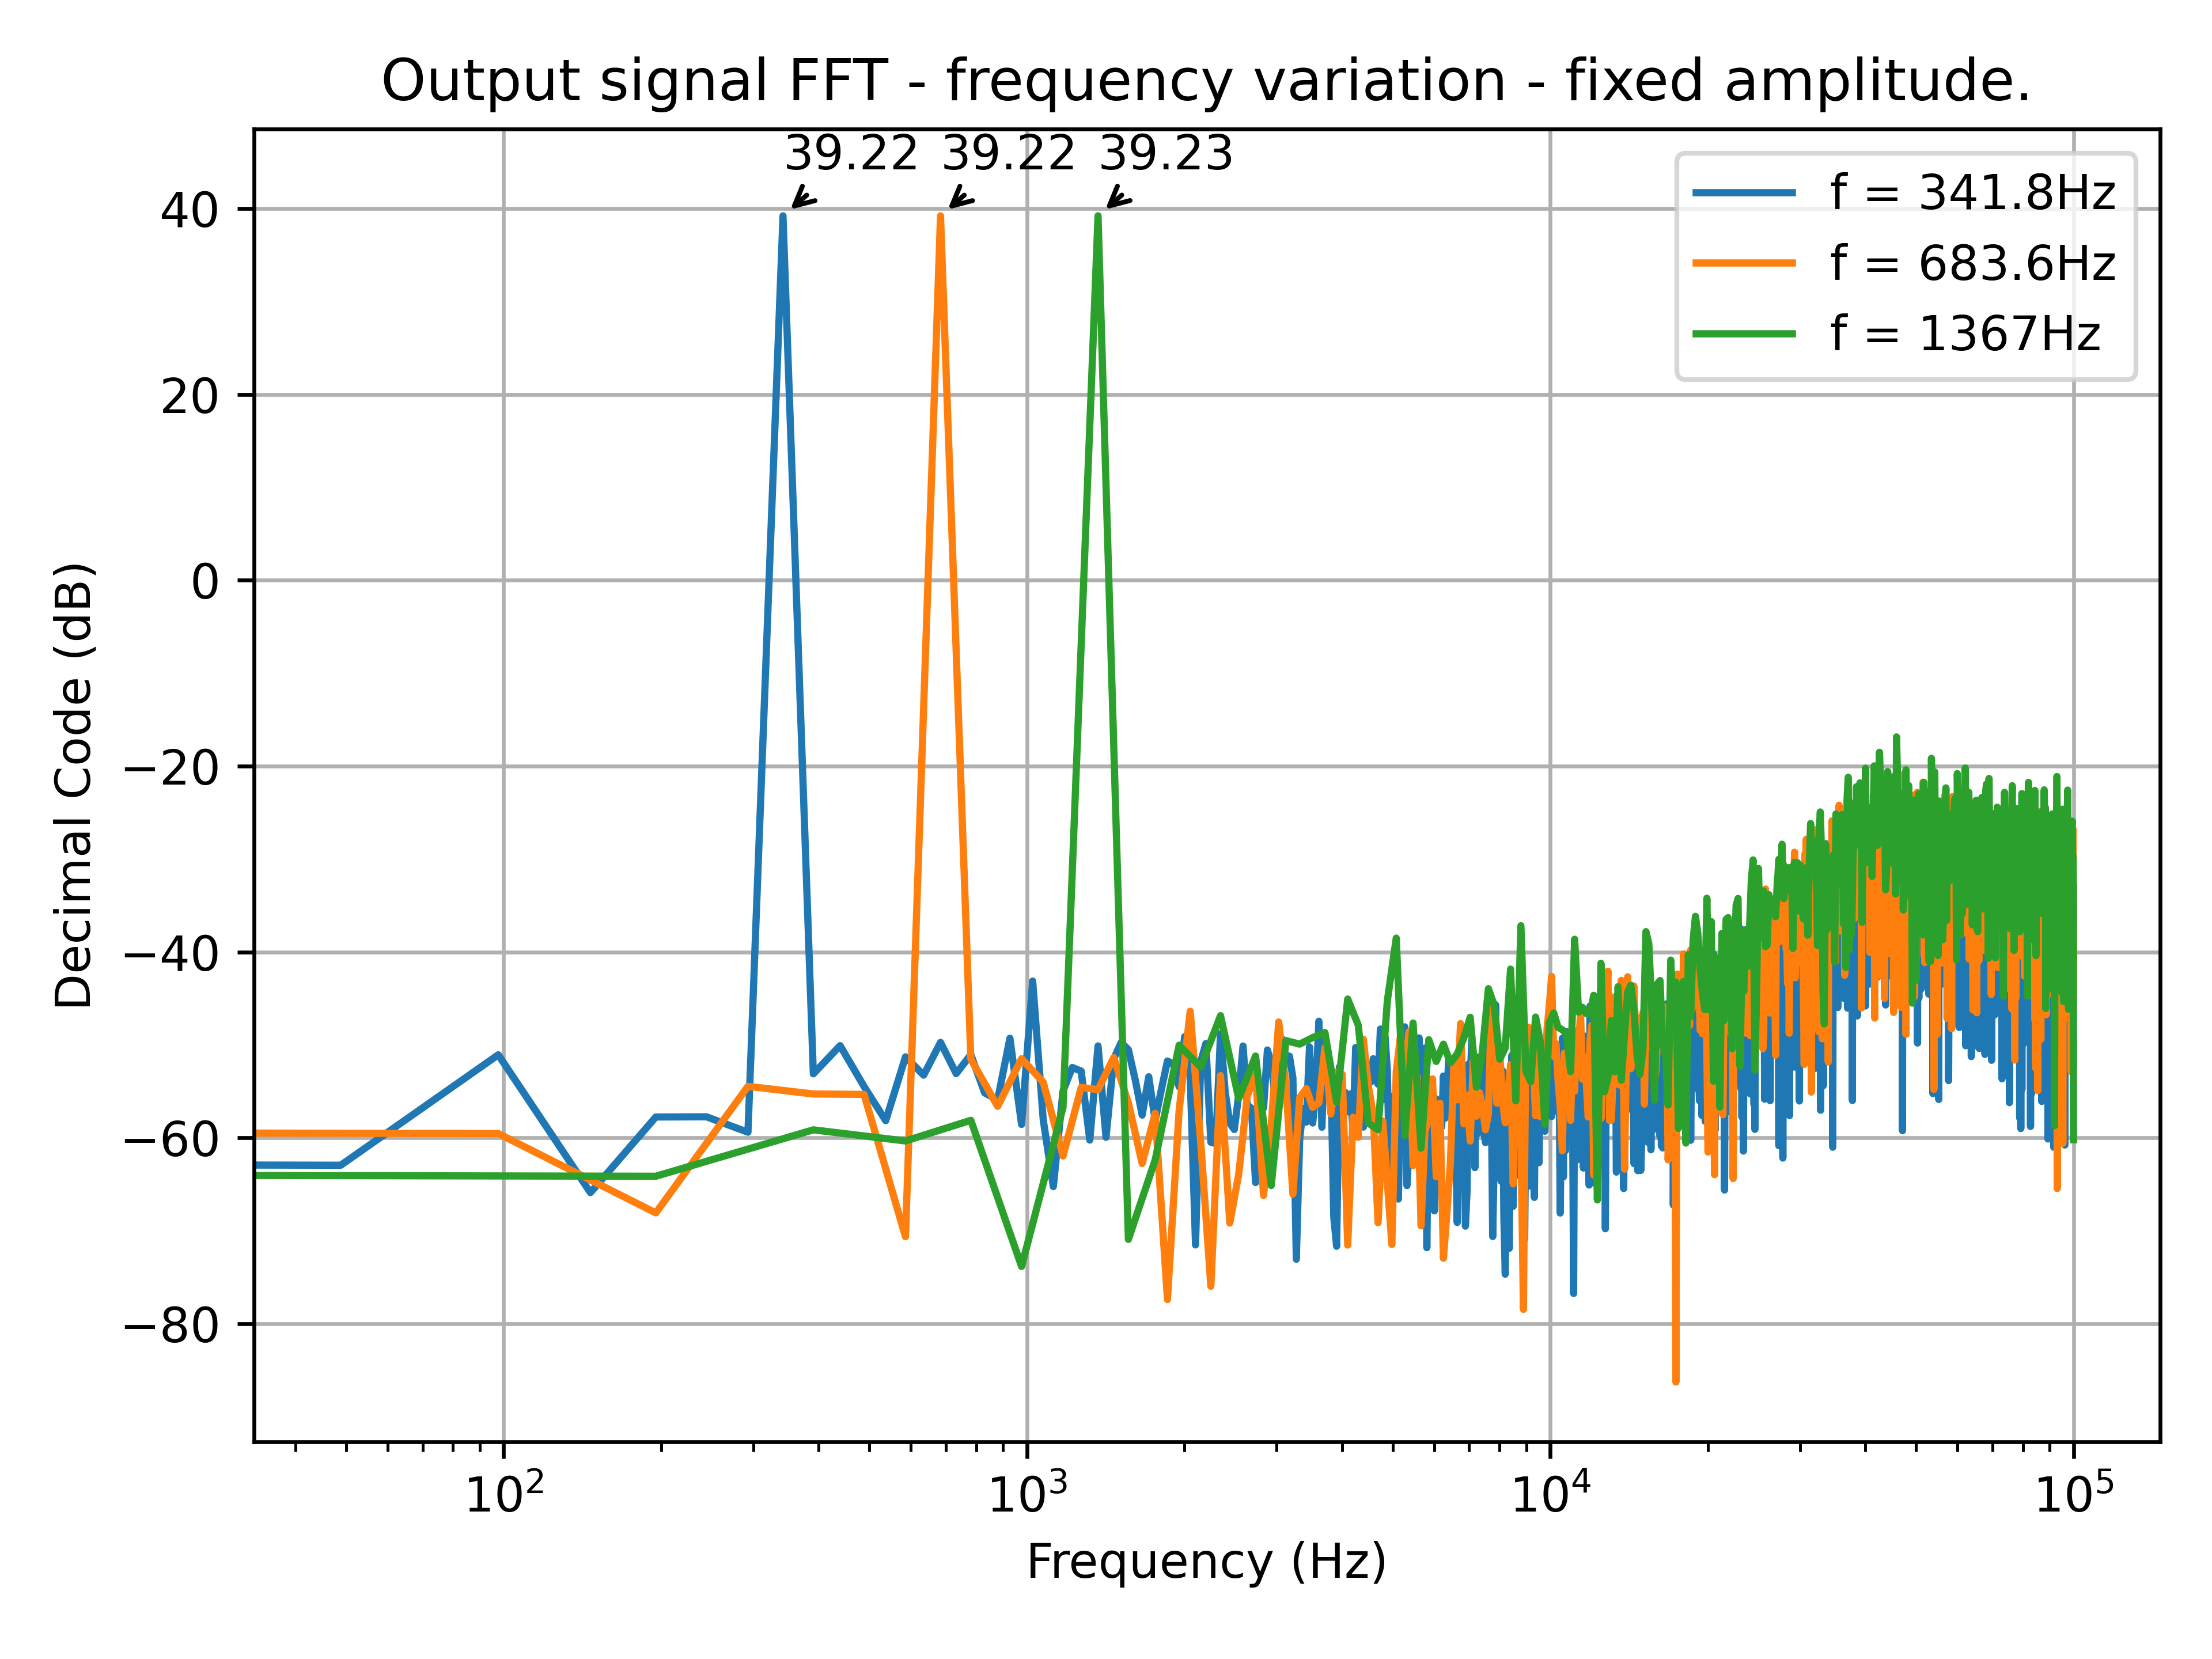 Output signal FFT - frequency variation - fixed amplitude.
39.22 39.22 39.23
f = 341.8Hz
f = 683.6Hz
f = 1367Hz
40
20
0
−20
−40
−60
−80
Decimal Code (dB)
10² 10³ 10⁴ 10⁵
Frequency (Hz)